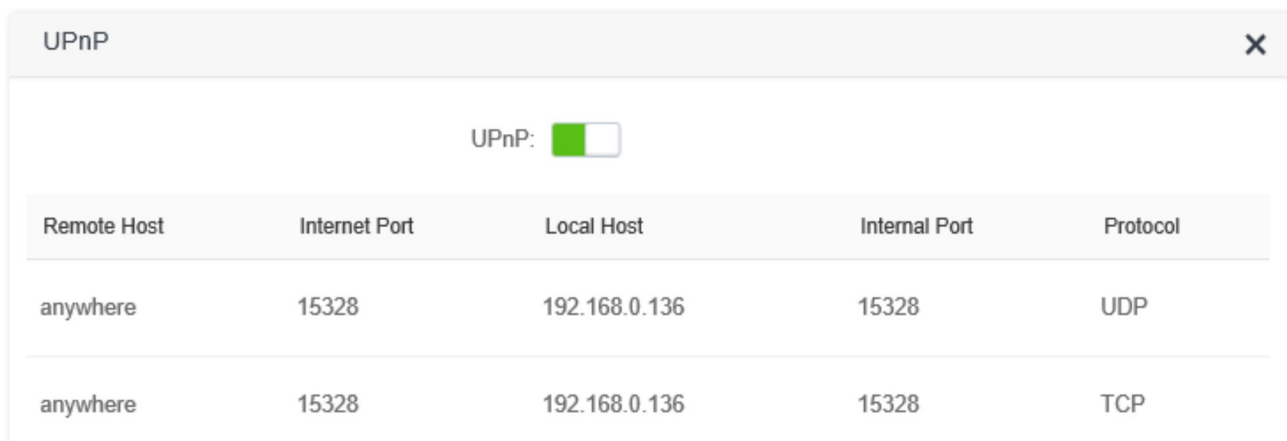 UPnP
UPnP:
Remote Host Internet Port Local Host Internal Port Protocol
anywhere 15328 192.168.0.136 15328 UDP
anywhere 15328 192.168.0.136 15328 TCP